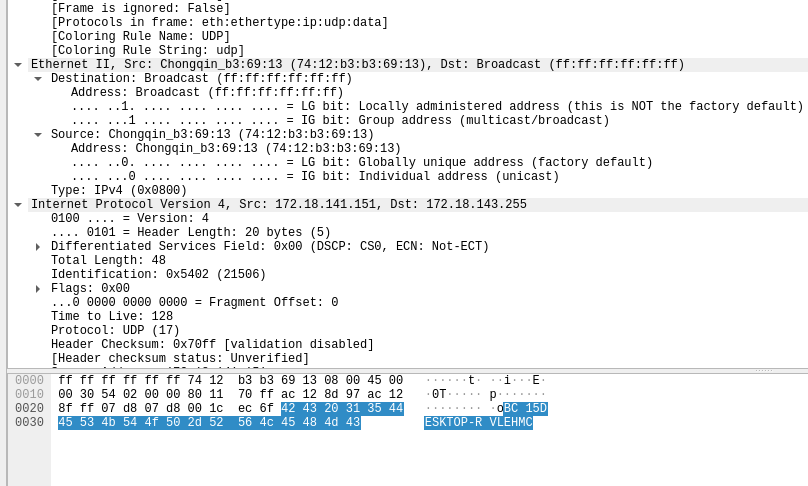 [Frame is ignored: False]
[Protocols in frame: eth:ethertype:ip:udp:data]
[Coloring Rule Name: UDP]
[Coloring Rule String: udp]
Ethernet II, Src: Chongqin_b3:69:13 (74:12:b3:b3:69:13), Dst: Broadcast (ff:ff:ff:ff:ff:ff)
Destination: Broadcast (ff:ff:ff:ff:ff:ff)
Address: Broadcast (ff:ff:ff:ff:ff:ff)
.... ..1. .... .... .... .... = LG bit: Locally administered address (this is NOT the factory default)
.... ...1 .... .... .... .... = IG bit: Group address (multicast/broadcast)
Source: Chongqin_b3:69:13 (74:12:b3:b3:69:13)
Address: Chongqin_b3:69:13 (74:12:b3:b3:69:13)
.... ..0. .... .... .... .... = LG bit: Globally unique address (factory default)
.... ...0 .... .... .... .... = IG bit: Individual address (unicast)
Type: IPv4 (0x0800)
Internet Protocol Version 4, Src: 172.18.141.151, Dst: 172.18.143.255
0100 .... = Version: 4
.... 0101 = Header Length: 20 bytes (5)
Differentiated Services Field: 0x00 (DSCP: CS0, ECN: Not-ECT)
Total Length: 48
Identification: 0x5402 (21506)
Flags: 0x00
...0 0000 0000 0000 = Fragment Offset: 0
Time to Live: 128
Protocol: UDP (17)
Header Checksum: 0x70ff [validation disabled]
[Header checksum status: Unverified]
0000 ff ff ff ff ff ff 74 12 b3 b3 69 13 08 00 45 00 ······t· ··i···E·
0010 00 30 54 02 00 00 80 11 70 ff ac 12 8d 97 ac 12 ·0T····· p·······
0020 8f ff 07 d8 07 d8 00 1c ec 6f 42 43 20 31 35 44 ········ ·oBC 15D
0030 45 53 4b 54 4f 50 2d 52 56 4c 45 48 4d 43 ESKTOP-R VLEHMC